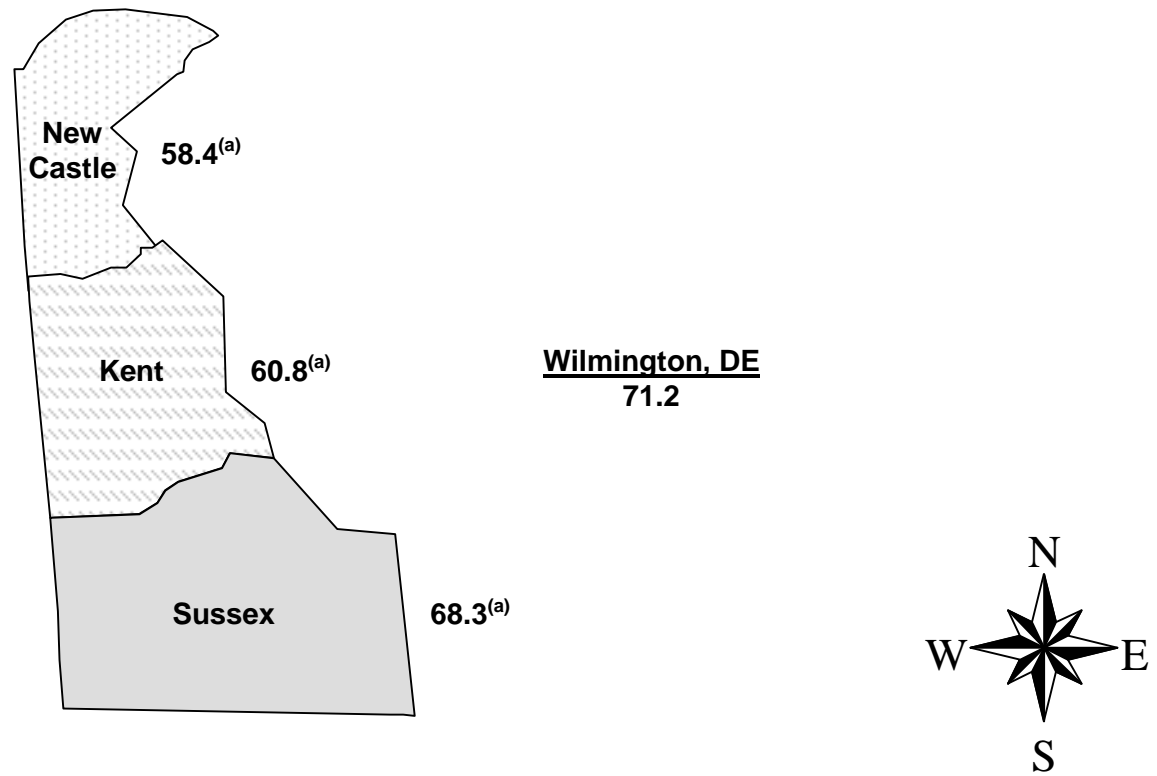 New
Castle
58.4(a)
Kent
60.8(a)
Wilmington, DE
71.2
Sussex
68.3(a)
N
W
E
S